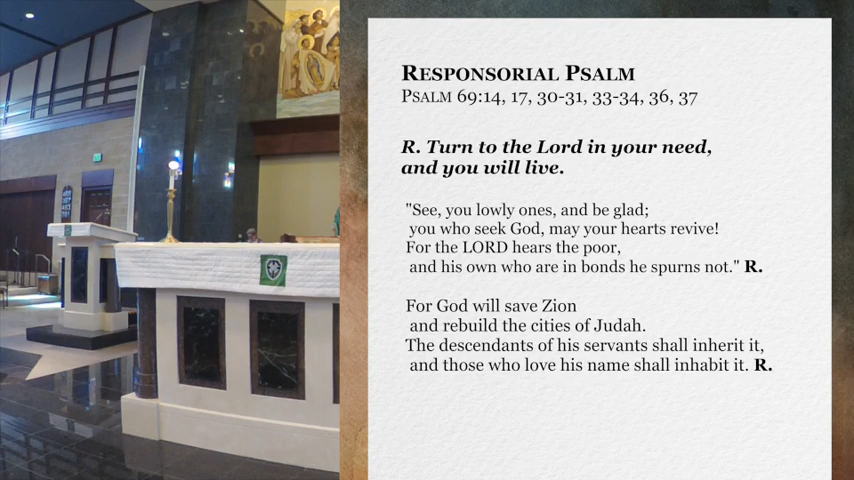 RESPONSORIAL PSALM
PSALM 69:14, 17, 30-31, 33-34, 36, 37
R. Turn to the Lord in your need,
and you will live.
"See, you lowly ones, and be glad;
you who seek God, may your hearts revive!
For the LORD hears the poor,
and his own who are in bonds he spurns not." R.
For God will save Zion
and rebuild the cities of Judah.
The descendants of his servants shall inherit it,
and those who love his name shall inhabit it. R.